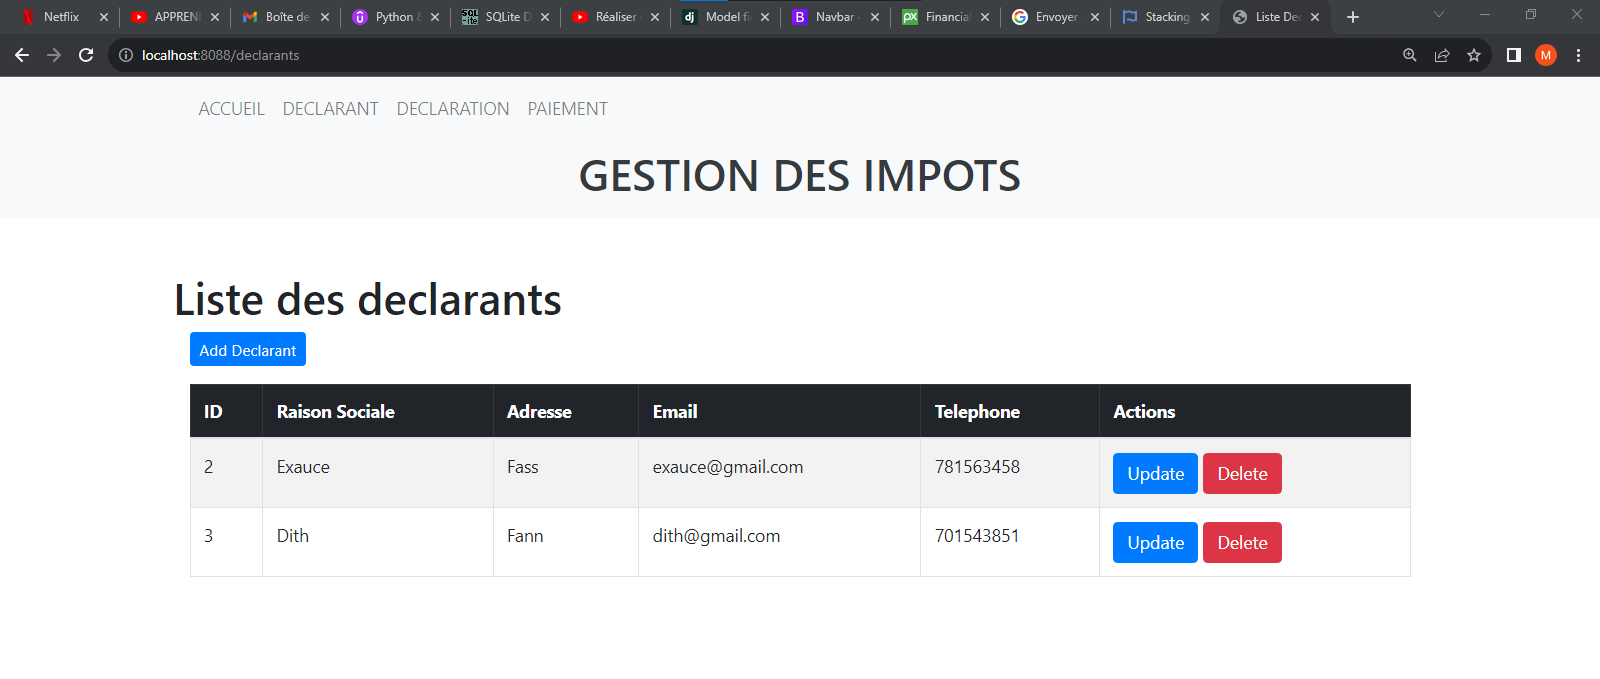 Netflix
APPREN
Boîte de
Python
SQLite D
Réaliser
Model fi
Navbar
Financial
Envoyer
Stacking
Liste De
localhost:8088/declarants
M
ACCUEIL DECLARANT DECLARATION PAIEMENT
GESTION DES IMPOTS
Liste des declarants
Add Declarant
ID Raison Sociale Adresse Email Telephone Actions
2 Exauce Fass exauce@gmail.com 781563458 Update Delete
3 Dith Fann dith@gmail.com 701543851 Update Delete